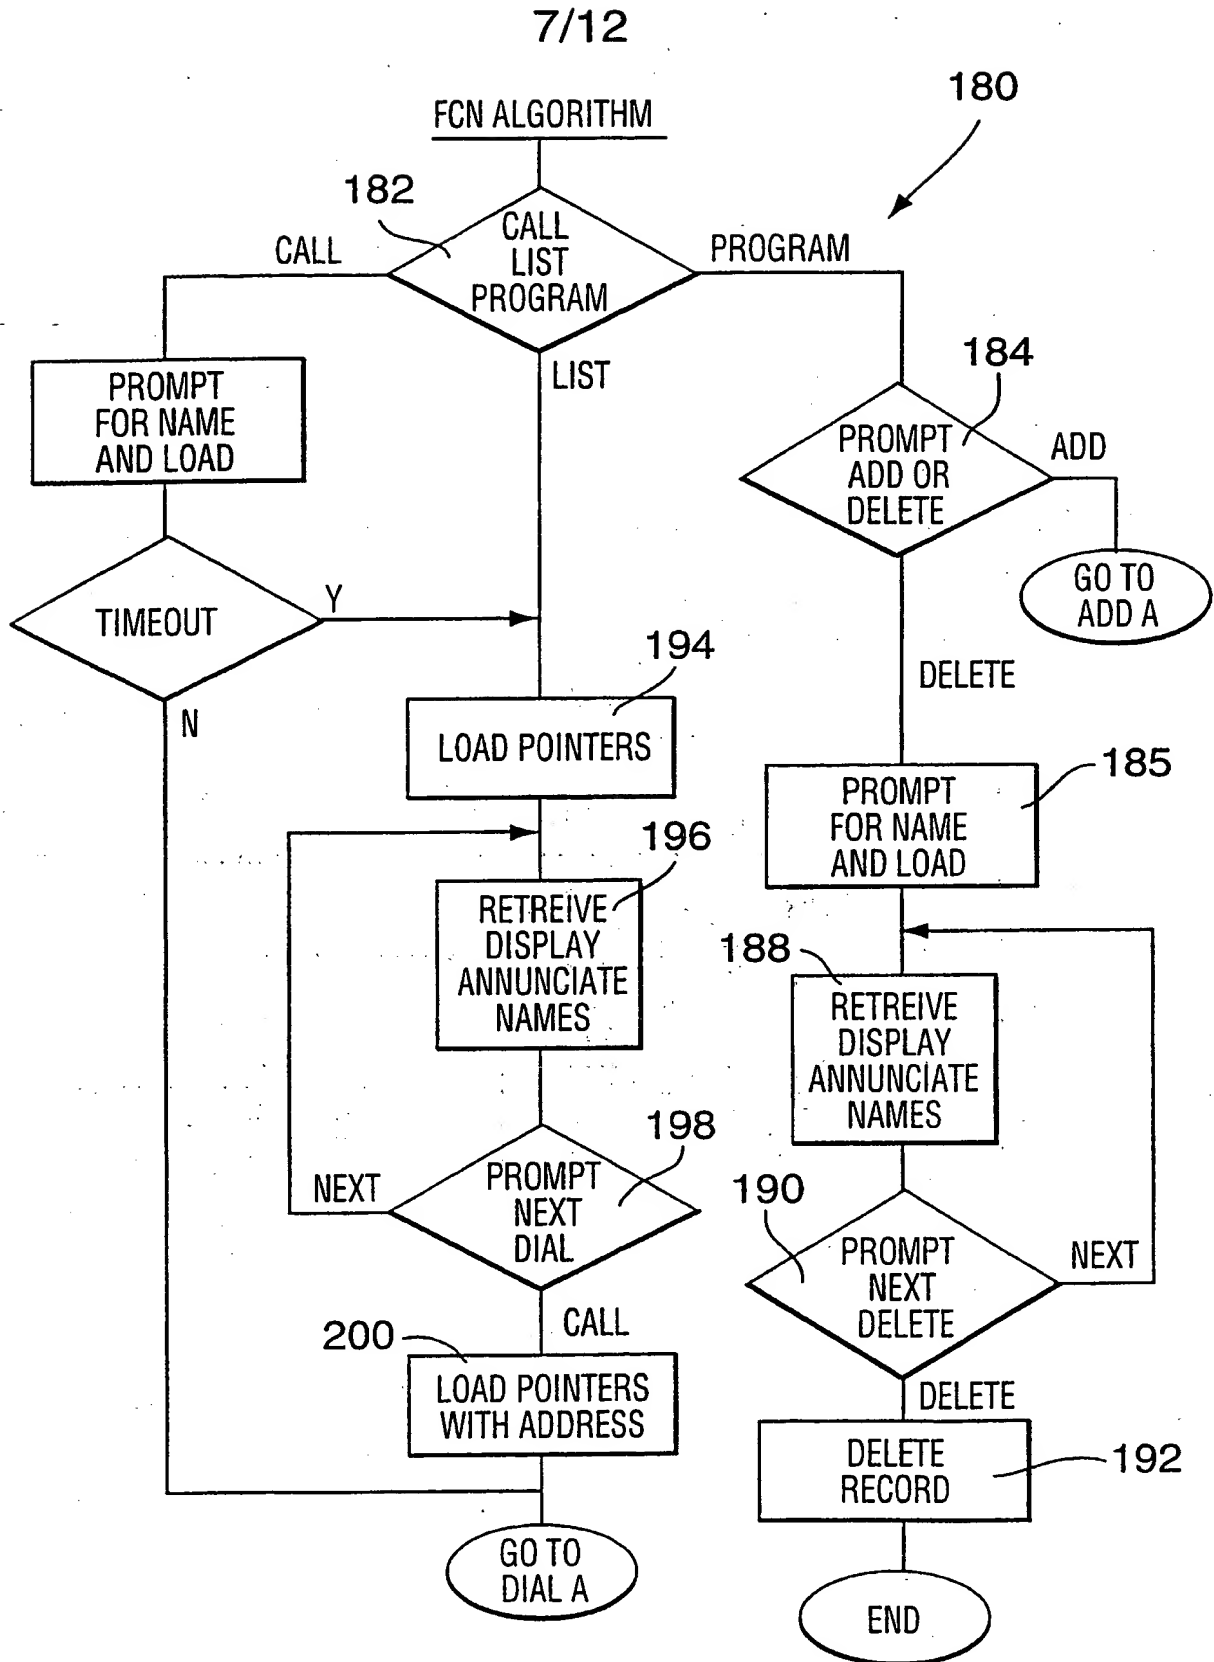 7/12
FCN ALGORITHM
180
182
CALL
LIST
PROGRAM
CALL
PROGRAM
LIST
PROMPT
FOR NAME
AND LOAD
184
PROMPT
ADD OR
DELETE
ADD
GO TO
ADD A
TIMEOUT
Y
N
DELETE
194
LOAD POINTERS
185
PROMPT
FOR NAME
AND LOAD
196
RETREIVE
DISPLAY
ANNUNCIATE
NAMES
188
RETREIVE
DISPLAY
ANNUNCIATE
NAMES
198
PROMPT
NEXT
DIAL
NEXT
190
PROMPT
NEXT
DELETE
NEXT
CALL
200
LOAD POINTERS
WITH ADDRESS
DELETE
DELETE
RECORD
192
GO TO
DIAL A
END